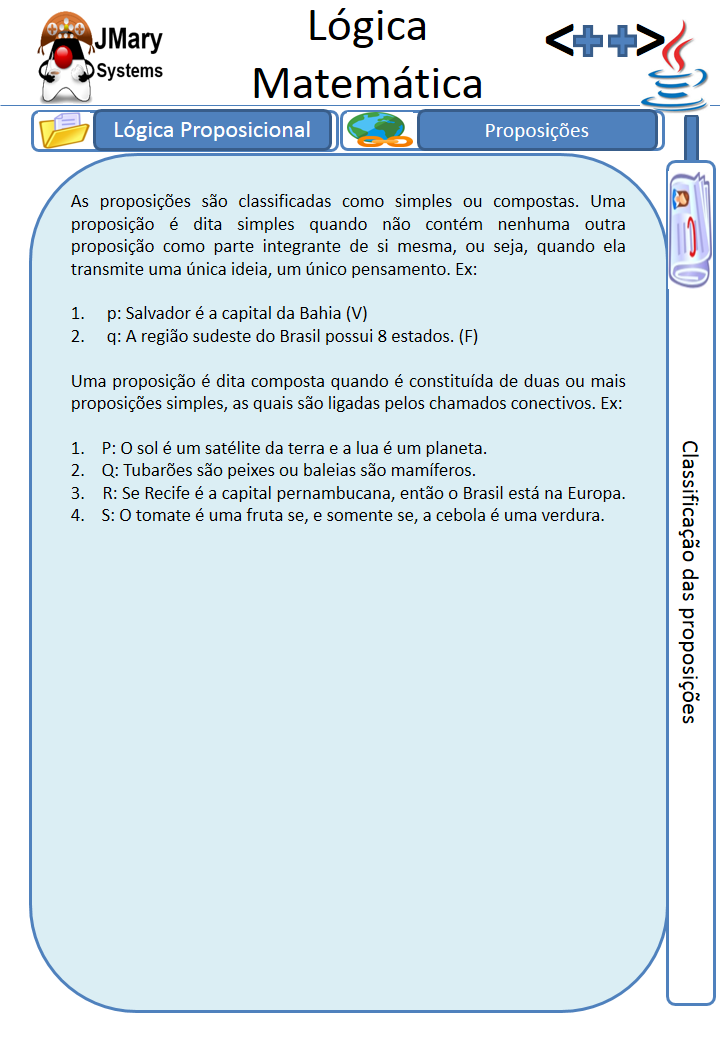 JMary
Systems
Lógica
Matemática
<++>
Lógica Proposicional
Proposições
As proposições são classificadas como simples ou compostas. Uma
proposição é dita simples quando não contém nenhuma outra
proposição como parte integrante de si mesma, ou seja, quando ela
transmite uma única ideia, um único pensamento. Ex:
1. p: Salvador é a capital da Bahia (V)
2. q: A região sudeste do Brasil possui 8 estados. (F)
Uma proposição é dita composta quando é constituída de duas ou mais
proposições simples, as quais são ligadas pelos chamados conectivos. Ex:
1. P: O sol é um satélite da terra e a lua é um planeta.
2. Q: Tubarões são peixes ou baleias são mamíferos.
3. R: Se Recife é a capital pernambucana, então o Brasil está na Europa.
4. S: O tomate é uma fruta se, e somente se, a cebola é uma verdura.
Classificação das proposições